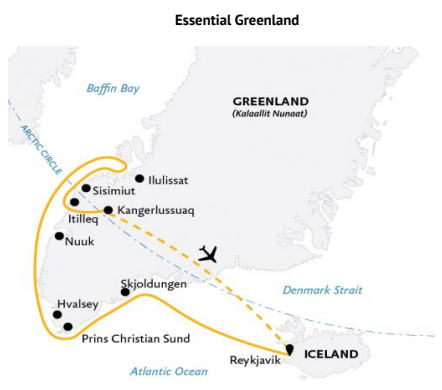 Essential Greenland
Baffin Bay
GREENLAND
(Kalaallit Nunaat)
ARCTIC CIRCLE
Ilulissat
Sisimiut
Kangerlussuaq
Itilleq
Nuuk
Skjoldungen
Denmark Strait
Hvalsey
Prins Christian Sund
Reykjavik
ICELAND
Atlantic Ocean